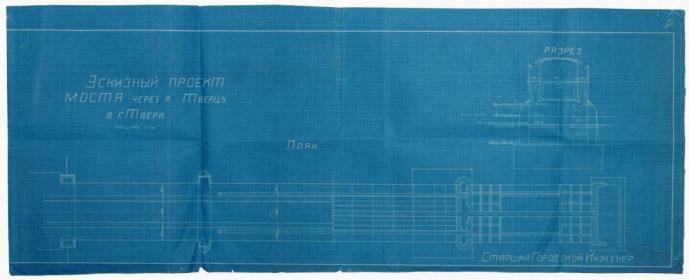 Эскизный проект
моста через р. Тверцу
в г. Твери.
План.
Разрез
Старший Городской Инженер